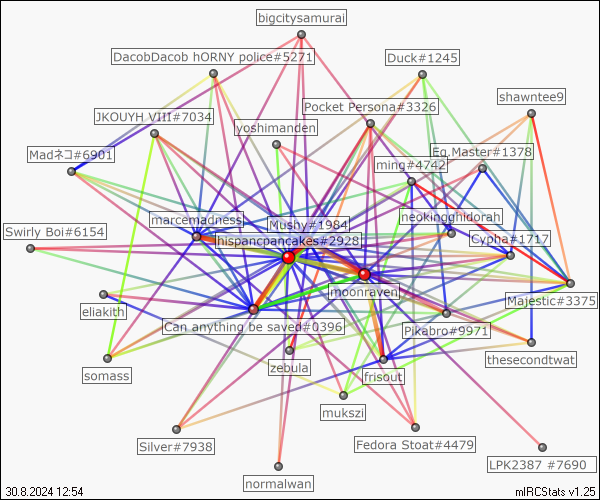 bigcitysamurai
DacobDacob hORNY police#5271
Duck#1245
shawntee9
Pocket Persona#3326
JKOUYH VIII#7034
yoshimanden
Eg.Master#1378
Madネコ#6901
ming#4742
marcemadness
Mushy#1984
neokingghidorah
Swirly Boi#6154
hispancpancakes#2928
Cypha#1717
moonraven
Majestic#3375
eliakith
Can anything be saved#0396
Pikabro#9971
thesecondtwat
somass
zebula
frisout
mukszi
Silver#7938
Fedora Stoat#4479
LPK2387 #7690
normalwan
30.8.2024 12:54
mIRCStats v1.25